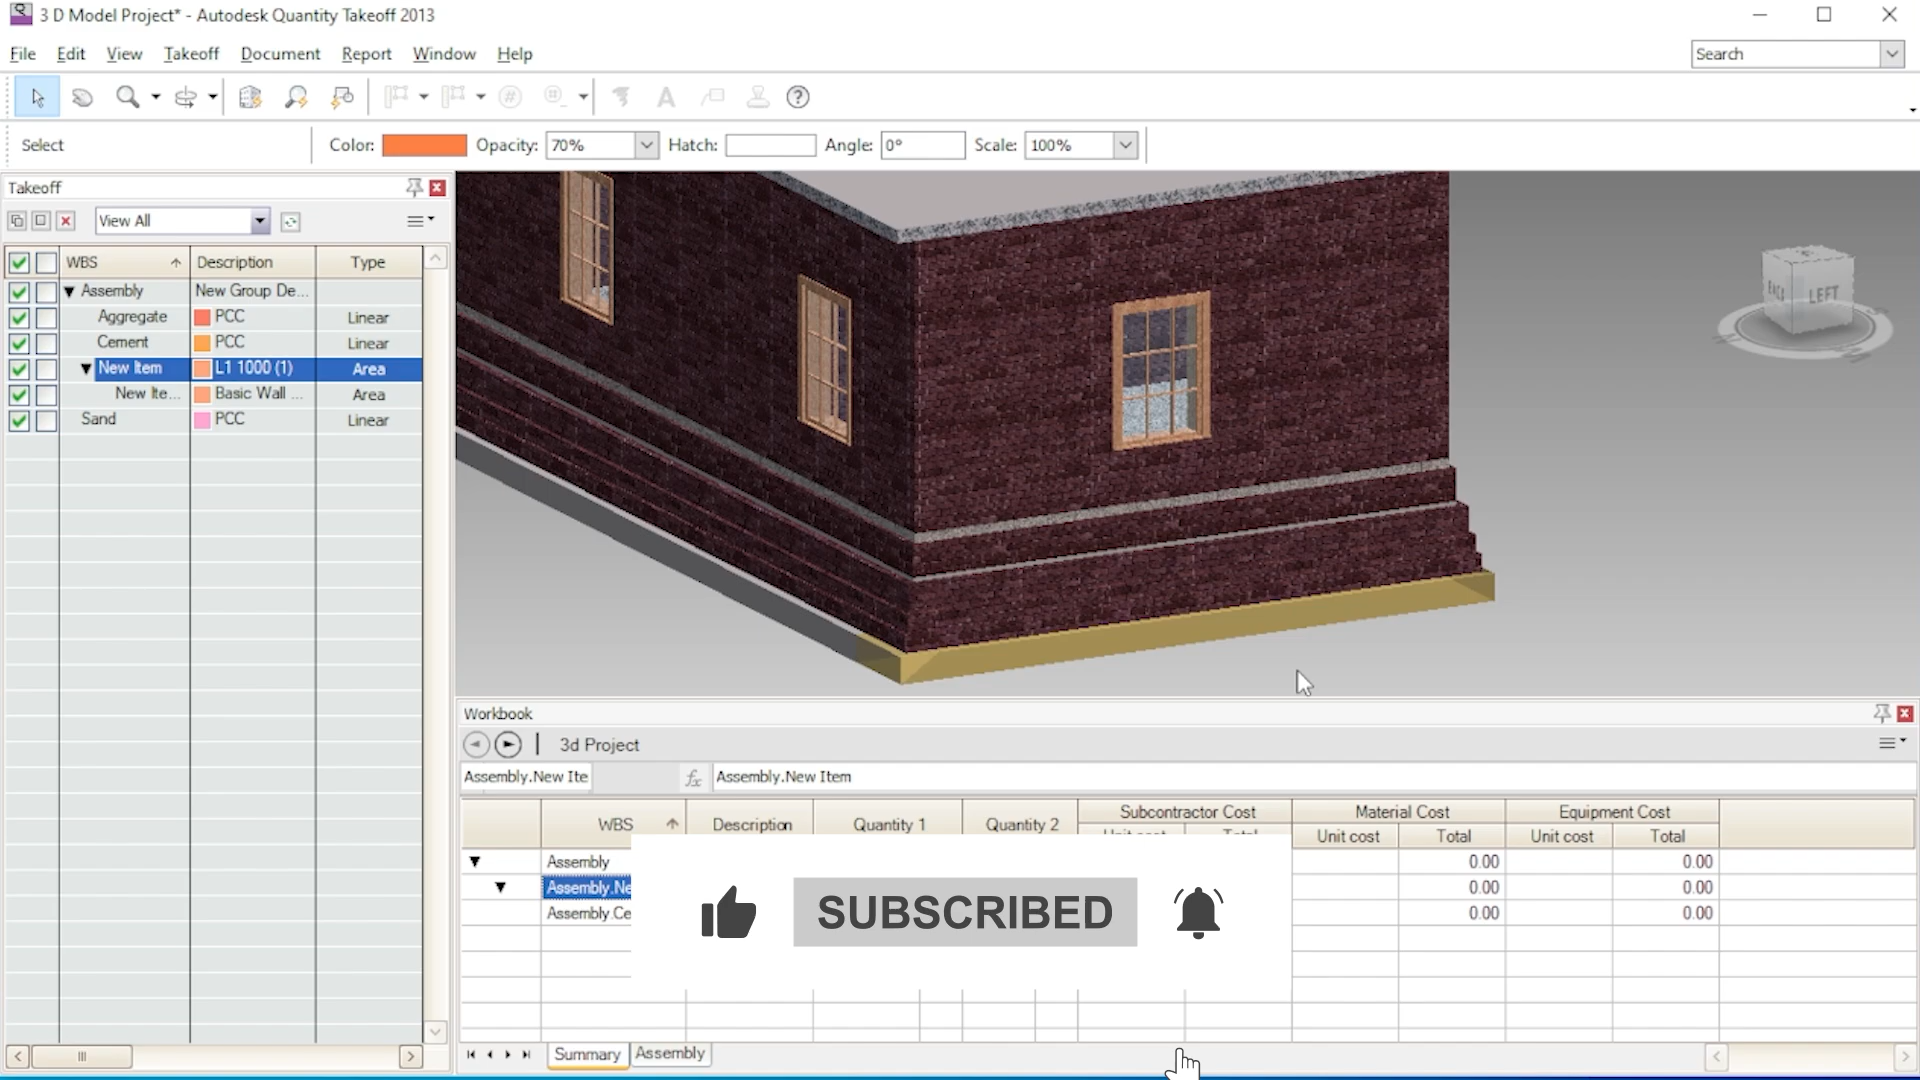 3 D Model Project* - Autodesk Quantity Takeoff 2013
File Edit View Takeoff Document Report Window Help
Search
Select Color: Opacity: 70% Hatch: Angle: 0° Scale: 100%
Takeoff
View All
WBS Description Type
Assembly New Group De...
Aggregate PCC Linear
Cement PCC Linear
New Item L1 1000 (1) Area
New Ite... Basic Wall ... Area
Sand PCC Linear
BACK LEFT
Workbook
3d Project
Assembly.New Ite fx Assembly.New Item
WBS Description Quantity 1 Quantity 2 Subcontractor Cost Material Cost Equipment Cost
Unit cost Total Unit cost Total Unit cost Total
Assembly 0.00 0.00
Assembly.Ne 0.00 0.00
Assembly.Ce 0.00 0.00
SUBSCRIBED
Summary Assembly